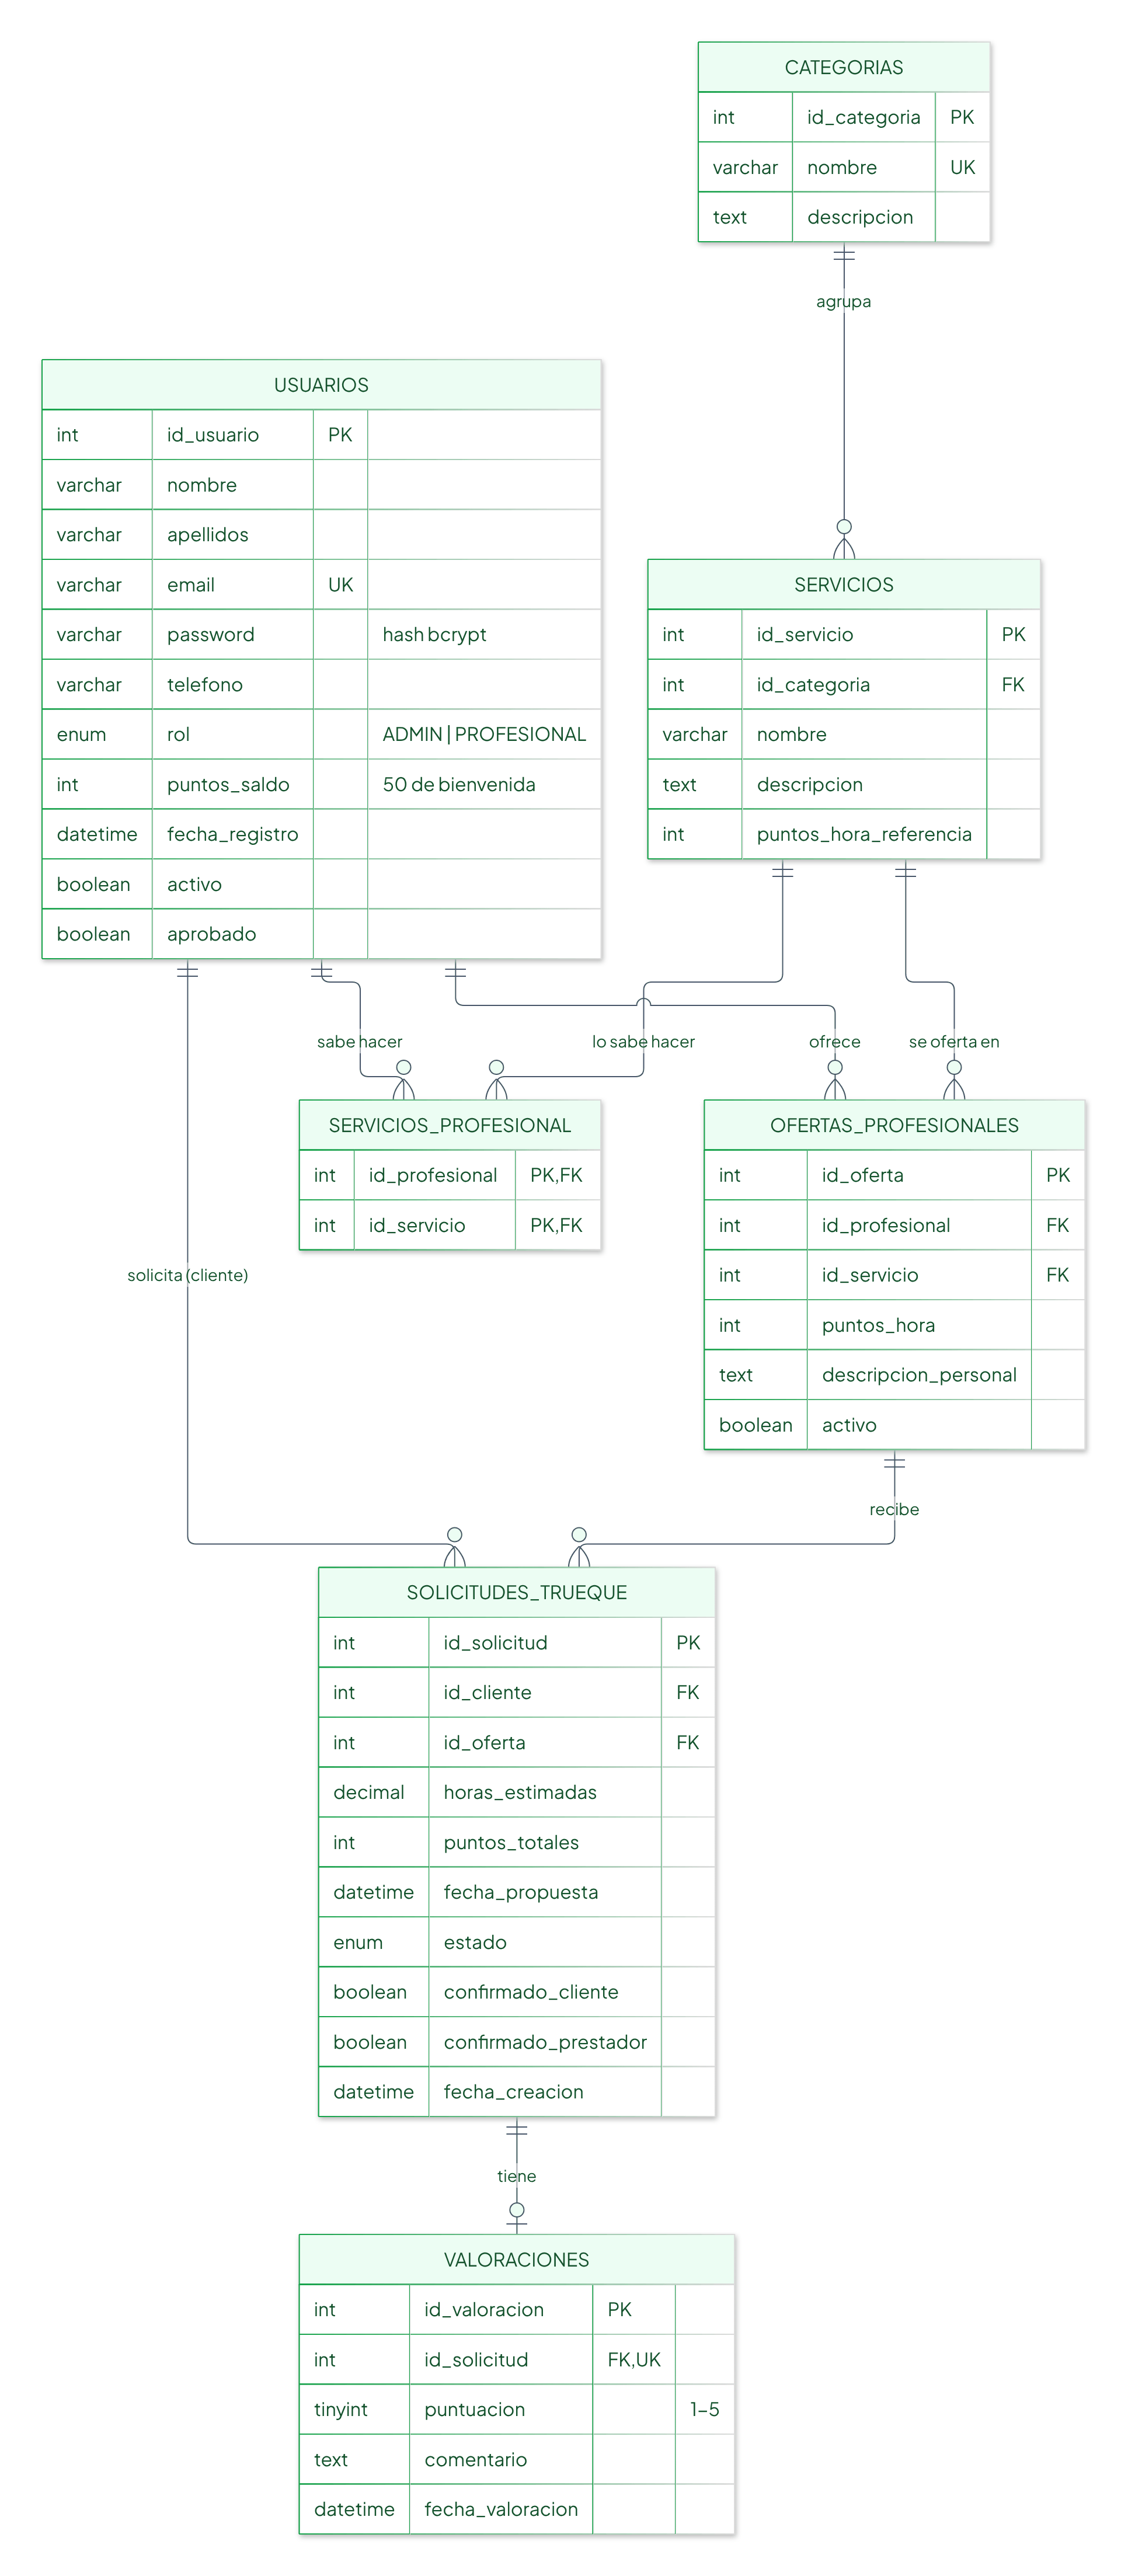 CATEGORIAS
int id_categoria PK
varchar nombre UK
text descripcion
agrupa
USUARIOS
int id_usuario PK
varchar nombre
varchar apellidos
varchar email UK
varchar password hash bcrypt
varchar telefono
enum rol ADMIN | PROFESIONAL
int puntos_saldo 50 de bienvenida
datetime fecha_registro
boolean activo
boolean aprobado
SERVICIOS
int id_servicio PK
int id_categoria FK
varchar nombre
text descripcion
int puntos_hora_referencia
sabe hacer lo sabe hacer ofrece se oferta en
SERVICIOS_PROFESIONAL
int id_profesional PK,FK
int id_servicio PK,FK
OFERTAS_PROFESIONALES
int id_oferta PK
int id_profesional FK
int id_servicio FK
int puntos_hora
text descripcion_personal
boolean activo
solicita (cliente)
recibe
SOLICITUDES_TRUEQUE
int id_solicitud PK
int id_cliente FK
int id_oferta FK
decimal horas_estimadas
int puntos_totales
datetime fecha_propuesta
enum estado
boolean confirmado_cliente
boolean confirmado_prestador
datetime fecha_creacion
tiene
VALORACIONES
int id_valoracion PK
int id_solicitud FK,UK
tinyint puntuacion 1-5
text comentario
datetime fecha_valoracion